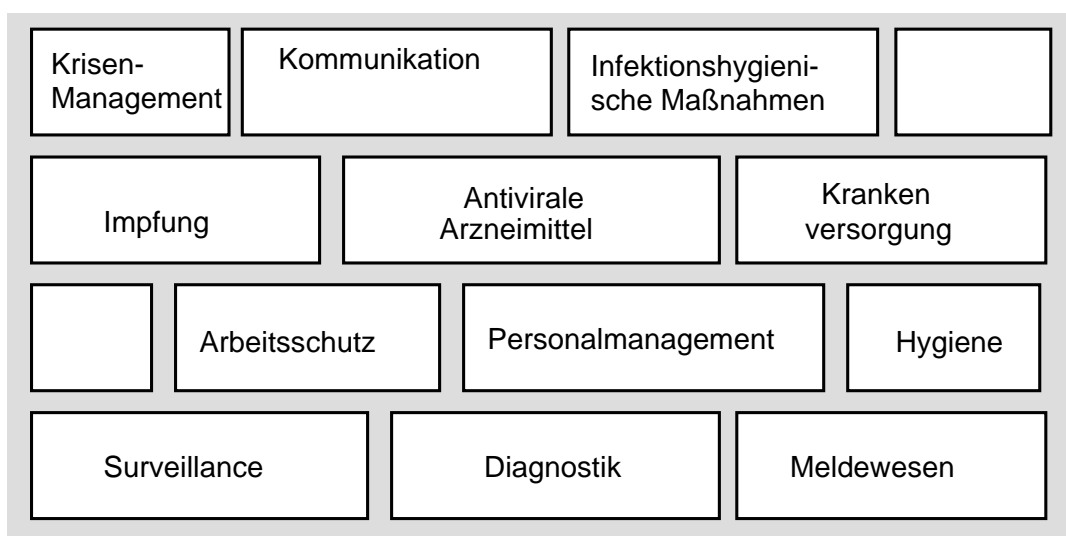 Krisen-
Management
Kommunikation
Infektionshygieni-
sche Maßnahmen
Impfung
Antivirale
Arzneimittel
Kranken
versorgung
Arbeitsschutz
Personalmanagement
Hygiene
Surveillance
Diagnostik
Meldewesen